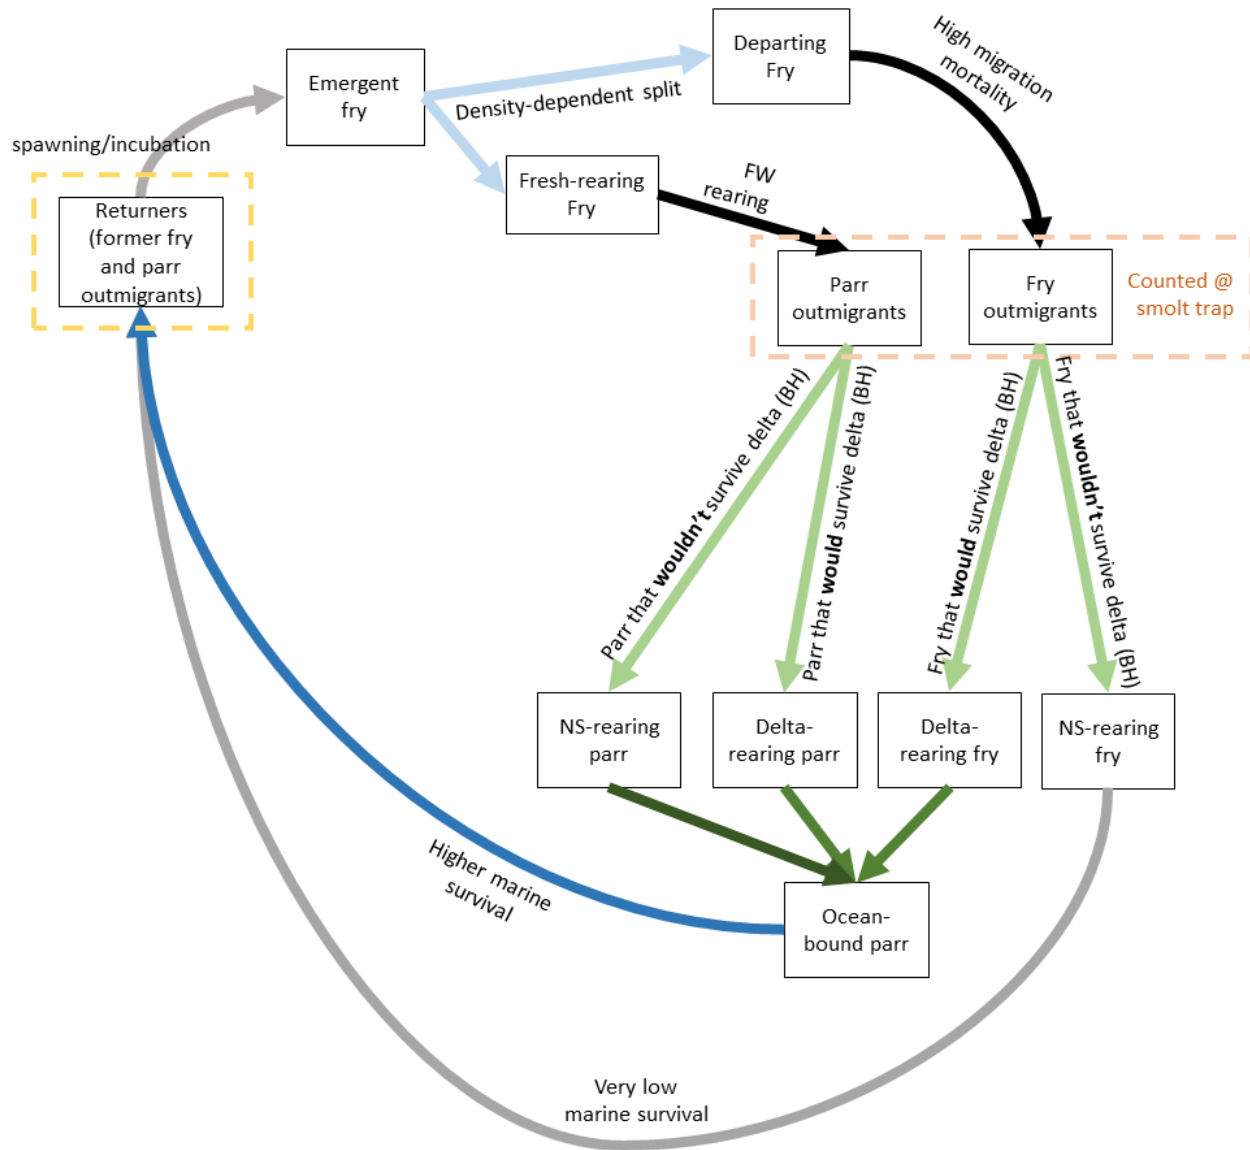 Departing
Fry
High migration
mortality
Emergent
fry
Density-dependent split
spawning/incubation
Fresh-rearing
Fry
FW
rearing
Returners
(former fry
and parr
outmigrants)
Parr
outmigrants
Fry
outmigrants
Counted @
smolt trap
Parr that wouldn't survive delta (BH)
Parr that would survive delta (BH)
Fry that would survive delta (BH)
Fry that wouldn't survive delta (BH)
NS-rearing
parr
Delta-
rearing parr
Delta-
rearing fry
NS-rearing
fry
Higher marine
survival
Ocean-
bound parr
Very low
marine survival